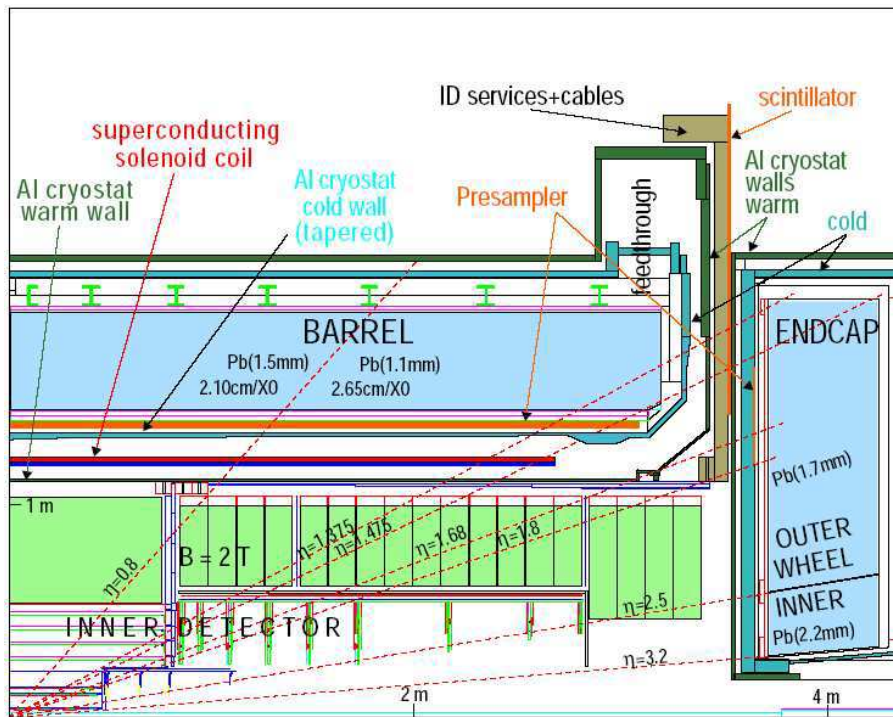 ID services+cables
scintillator
superconducting
solenoid coil
Al cryostat
warm wall
Al cryostat
cold wall
(tapered)
Presampler
Al cryostat
walls
warm
cold
feedthrough
BARREL
Pb(1.5mm)
Pb(1.1mm)
2.10cm/X0
2.65cm/X0
ENDCAP
Pb(1.7mm)
1 m
η=0.8
B = 2 T
η=1.375
η=1.475
η=1.68
η=1.8
OUTER
WHEEL
INNER
Pb(2.2mm)
η=2.5
INNER DETECTOR
η=3.2
2 m
4 m